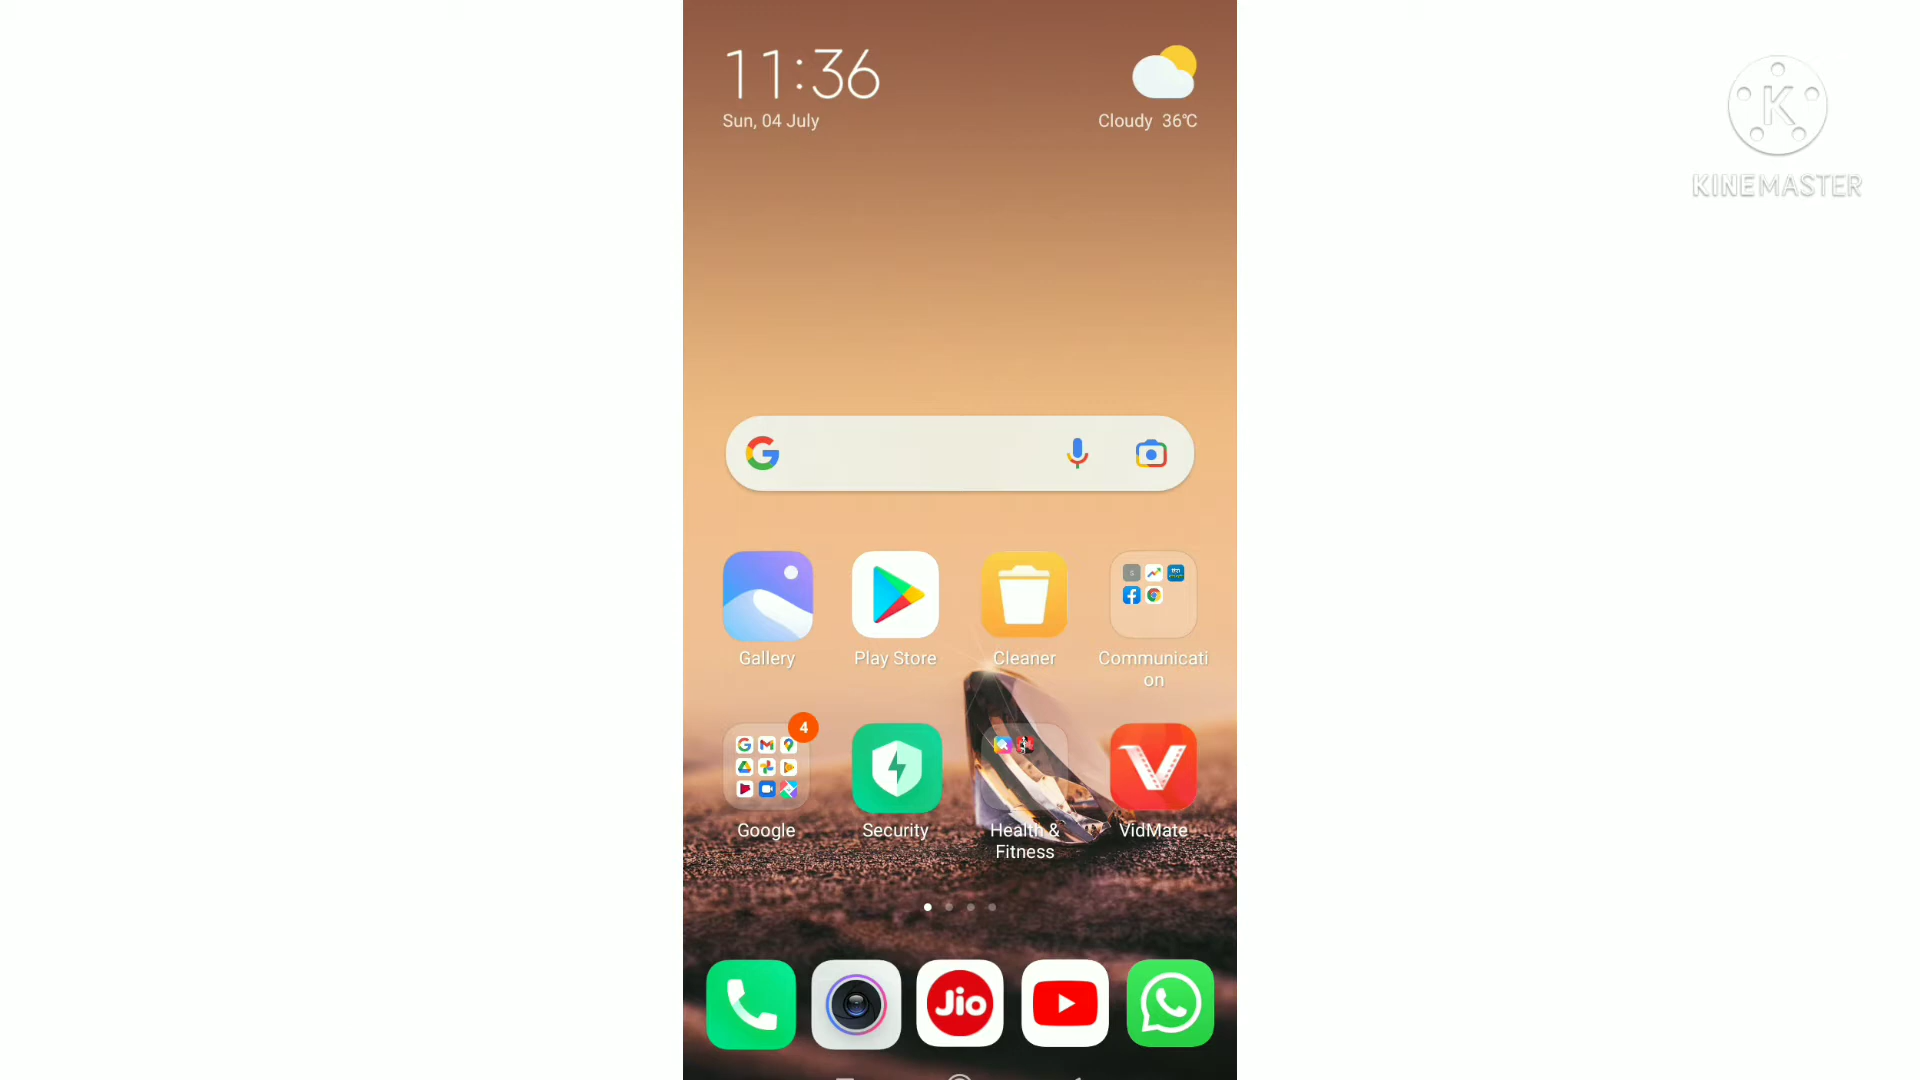 11:36
Sun, 04 July
Cloudy 36℃
KINEMASTER
Gallery
Play Store
Cleaner
Communicati
on
4
Google
Security
Health &
Fitness
VidMate
Jio